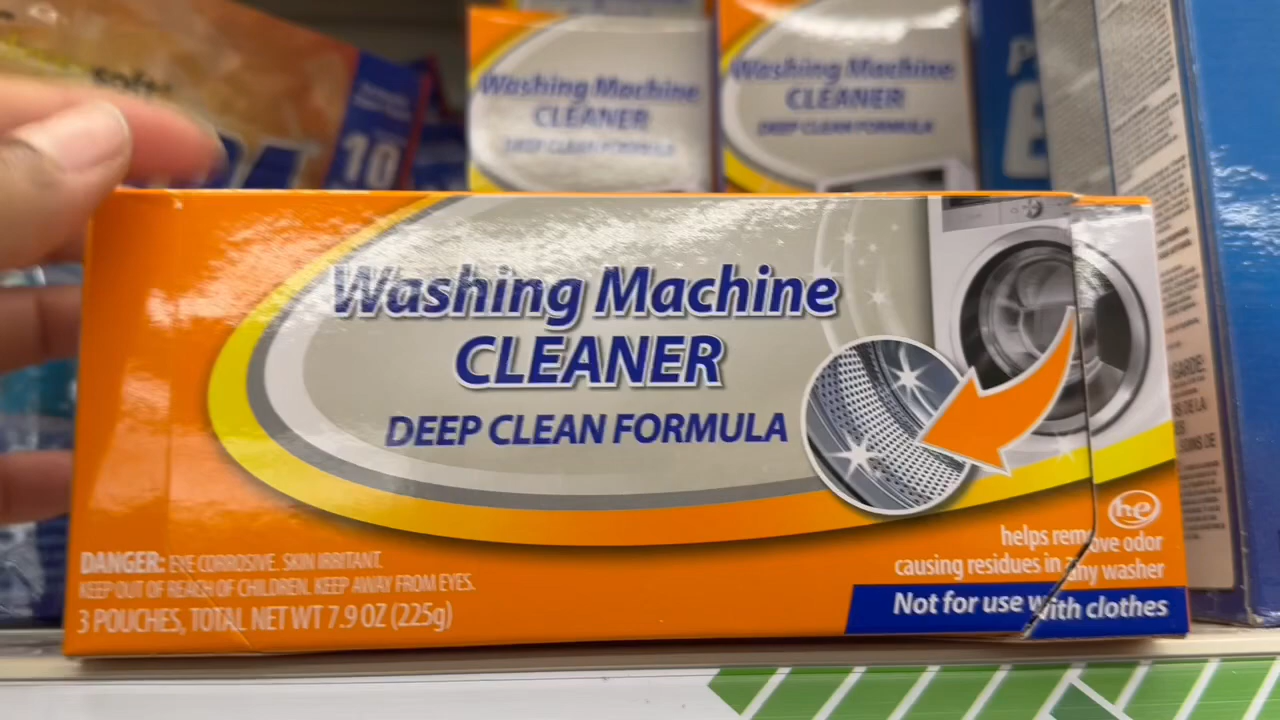 10
Washing Machine
CLEANER
DEEP CLEAN FORMULA
Washing Machine
CLEANER
DEEP CLEAN FORMULA
Washing Machine
CLEANER
DEEP CLEAN FORMULA
he
helps remove odor
causing residues in any washer
Not for use with clothes
DANGER: EYE CORROSIVE. SKIN IRRITANT.
KEEP OUT OF REACH OF CHILDREN. KEEP AWAY FROM EYES.
3 POUCHES, TOTAL NET WT 7.9 OZ (225g)